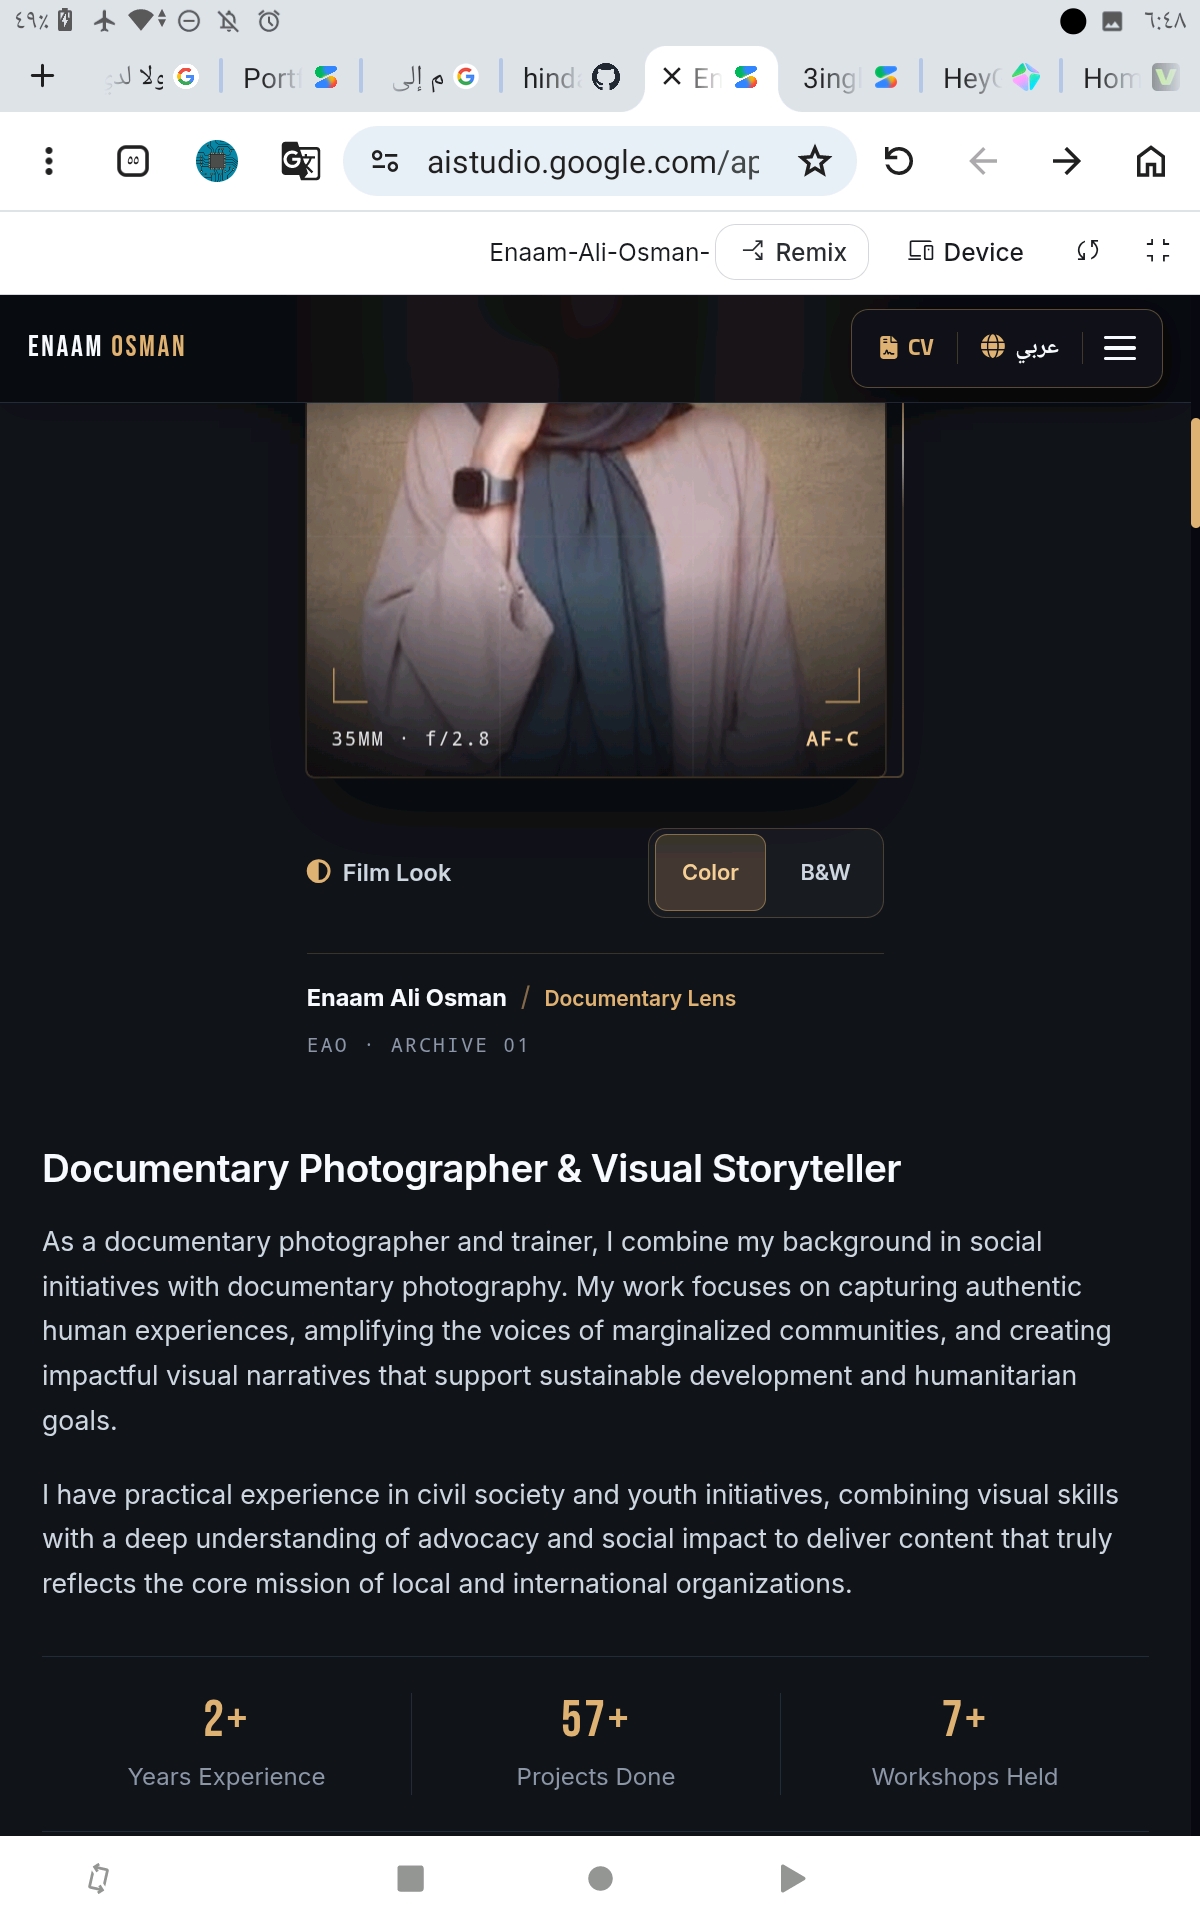 ٤٩٪ ٦:٤٨
ولا لدي Port م إلى hind En 3ing Hey Hom
٥٥ aistudio.google.com/ap
Enaam-Ali-Osman- Remix Device
ENAAM OSMAN CV عربي
35MM · f/2.8 AF-C
Film Look Color B&W
Enaam Ali Osman / Documentary Lens
EAO · ARCHIVE 01
Documentary Photographer & Visual Storyteller
As a documentary photographer and trainer, I combine my background in social
initiatives with documentary photography. My work focuses on capturing authentic
human experiences, amplifying the voices of marginalized communities, and creating
impactful visual narratives that support sustainable development and humanitarian
goals.
I have practical experience in civil society and youth initiatives, combining visual skills
with a deep understanding of advocacy and social impact to deliver content that truly
reflects the core mission of local and international organizations.
2+ 57+ 7+
Years Experience Projects Done Workshops Held